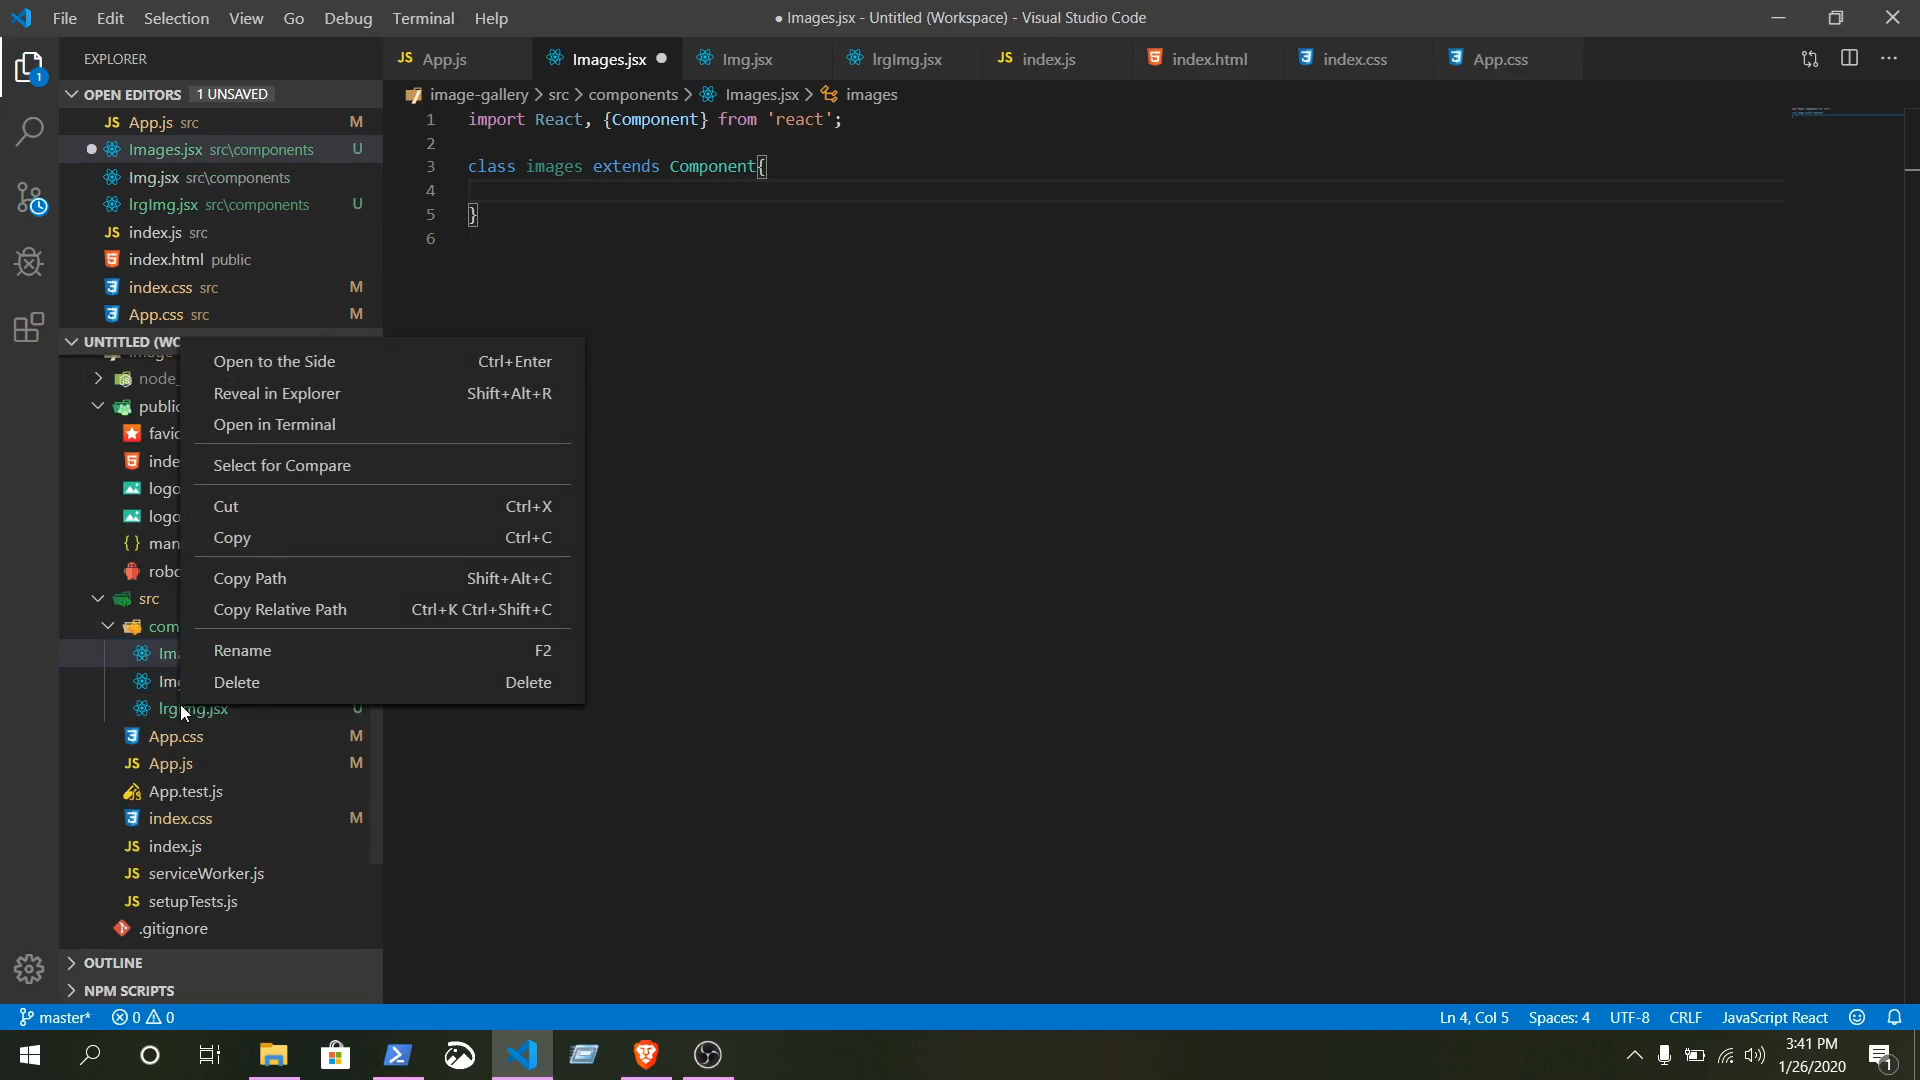 File Edit Selection View Go Debug Terminal Help
● Images.jsx - Untitled (Workspace) - Visual Studio Code
EXPLORER
JS App.js
Images.jsx
Img.jsx
lrgImg.jsx
JS index.js
index.html
index.css
App.css
1
OPEN EDITORS 1 UNSAVED
JS App.js src M
Images.jsx src\components U
Img.jsx src\components
lrgImg.jsx src\components U
JS index.js src
index.html public
index.css src M
App.css src M
image-gallery > src > components > Images.jsx > images
1 import React, {Component} from 'react';
2
3 class images extends Component{
4
5 }
6
UNTITLED (WO
node_
public
favic
inde
logo
logo
{ } man
robo
src
com
Ima
Img
lrgImg.jsx U
App.css M
JS App.js M
App.test.js
index.css M
JS index.js
JS serviceWorker.js
JS setupTests.js
.gitignore
OUTLINE
NPM SCRIPTS
Open to the Side Ctrl+Enter
Reveal in Explorer Shift+Alt+R
Open in Terminal
Select for Compare
Cut Ctrl+X
Copy Ctrl+C
Copy Path Shift+Alt+C
Copy Relative Path Ctrl+K Ctrl+Shift+C
Rename F2
Delete Delete
master* 0 0
Ln 4, Col 5 Spaces: 4 UTF-8 CRLF JavaScript React
3:41 PM
1/26/2020
1